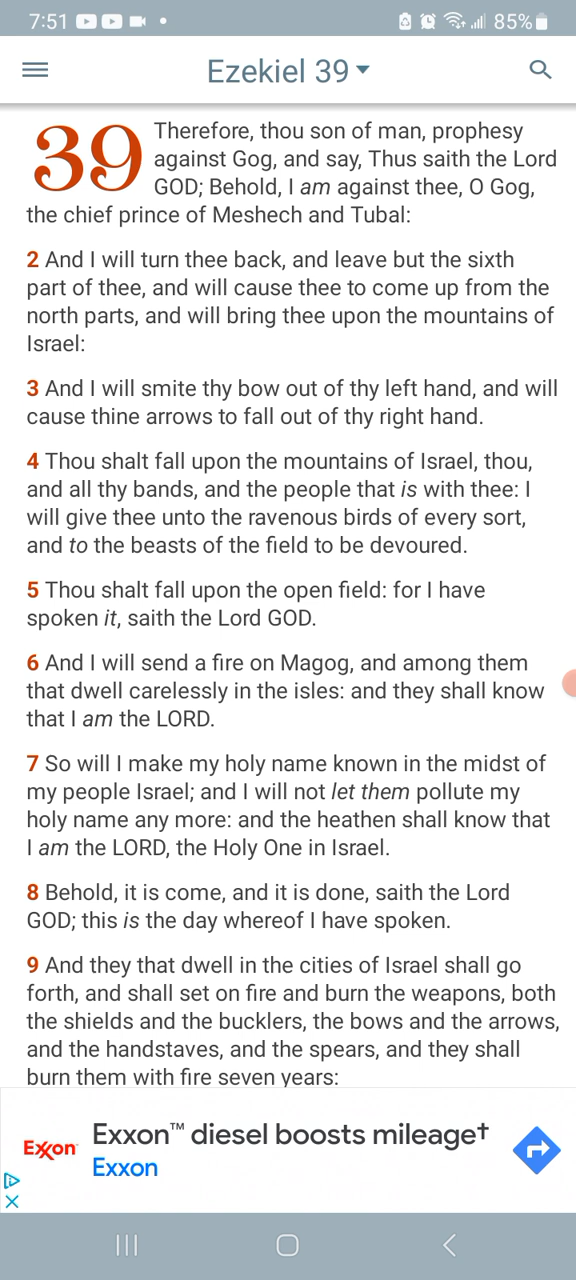 7:51
85%
Ezekiel 39
39 Therefore, thou son of man, prophesy
against Gog, and say, Thus saith the Lord
GOD; Behold, I am against thee, O Gog,
the chief prince of Meshech and Tubal:
2 And I will turn thee back, and leave but the sixth
part of thee, and will cause thee to come up from the
north parts, and will bring thee upon the mountains of
Israel:
3 And I will smite thy bow out of thy left hand, and will
cause thine arrows to fall out of thy right hand.
4 Thou shalt fall upon the mountains of Israel, thou,
and all thy bands, and the people that is with thee: I
will give thee unto the ravenous birds of every sort,
and to the beasts of the field to be devoured.
5 Thou shalt fall upon the open field: for I have
spoken it, saith the Lord GOD.
6 And I will send a fire on Magog, and among them
that dwell carelessly in the isles: and they shall know
that I am the LORD.
7 So will I make my holy name known in the midst of
my people Israel; and I will not let them pollute my
holy name any more: and the heathen shall know that
I am the LORD, the Holy One in Israel.
8 Behold, it is come, and it is done, saith the Lord
GOD; this is the day whereof I have spoken.
9 And they that dwell in the cities of Israel shall go
forth, and shall set on fire and burn the weapons, both
the shields and the bucklers, the bows and the arrows,
and the handstaves, and the spears, and they shall
burn them with fire seven years:
Exxon™ diesel boosts mileage†
Exxon
Exxon